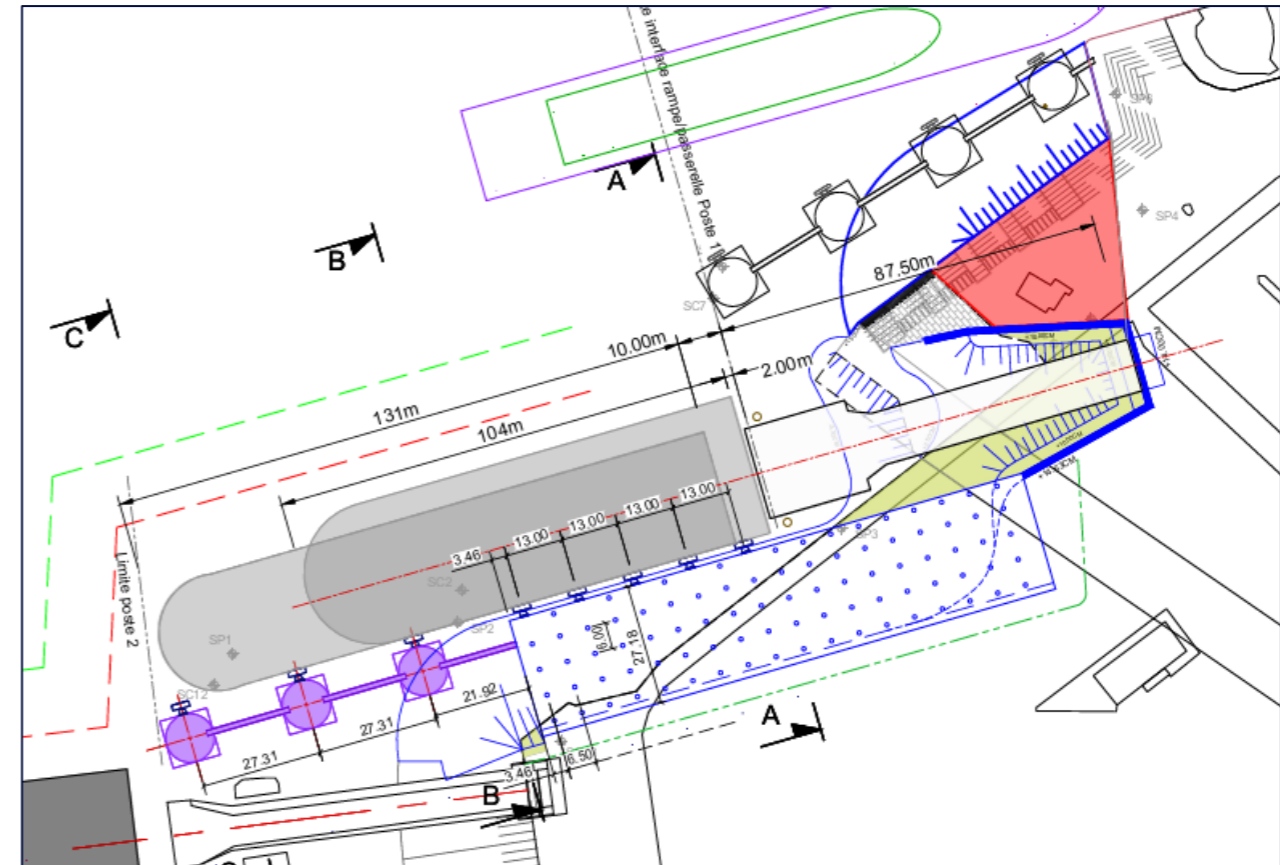 e interface rampe/passerelle Poste 1
A
B
C
SP4
87.50m
SC7
10.00m
2.00m
131m
104m
13.00
13.00
13.00
13.00
3.46
SP3
SC2
SP2
SP1
SC12
Limite poste 2
6.00
27.18
21.92
27.31
27.31
A
3.46
6.50
B